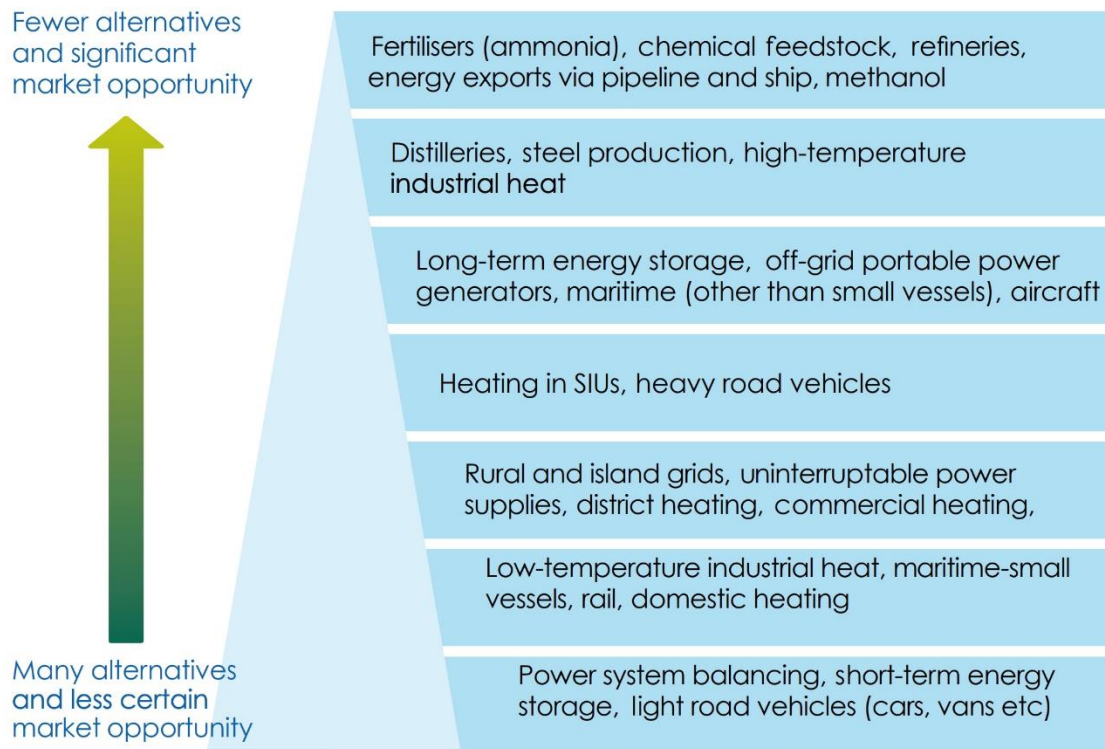 Fewer alternatives
and significant
market opportunity
Fertilisers (ammonia), chemical feedstock, refineries,
energy exports via pipeline and ship, methanol
Distilleries, steel production, high-temperature
industrial heat
Long-term energy storage, off-grid portable power
generators, maritime (other than small vessels), aircraft
Heating in SIUs, heavy road vehicles
Rural and island grids, uninterruptable power
supplies, district heating, commercial heating,
Low-temperature industrial heat, maritime-small
vessels, rail, domestic heating
Many alternatives
and less certain
market opportunity
Power system balancing, short-term energy
storage, light road vehicles (cars, vans etc)